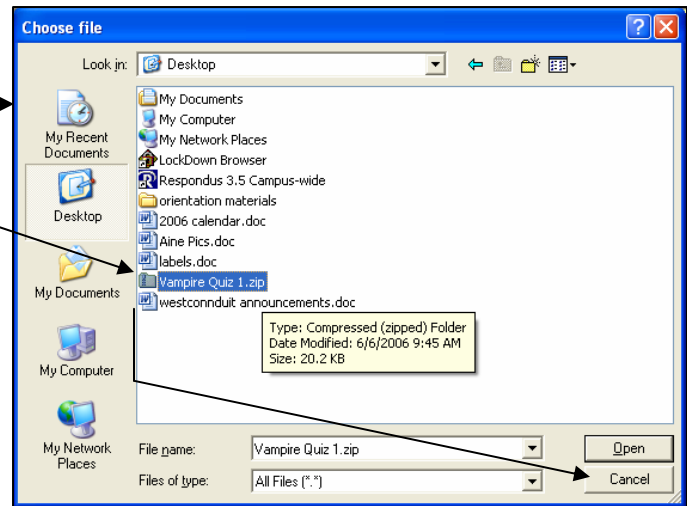 Choose file
Look in:
Desktop
My Recent
Documents
Desktop
My Documents
My Computer
My Network
Places
My Documents
My Computer
My Network Places
LockDown Browser
Respondus 3.5 Campus-wide
orientation materials
2006 calendar.doc
Aine Pics.doc
labels.doc
Vampire Quiz 1.zip
westconnduit announcements.doc
Type: Compressed (zipped) Folder
Date Modified: 6/6/2006 9:45 AM
Size: 20.2 KB
File name:
Vampire Quiz 1.zip
Open
Files of type:
All Files (*.*)
Cancel